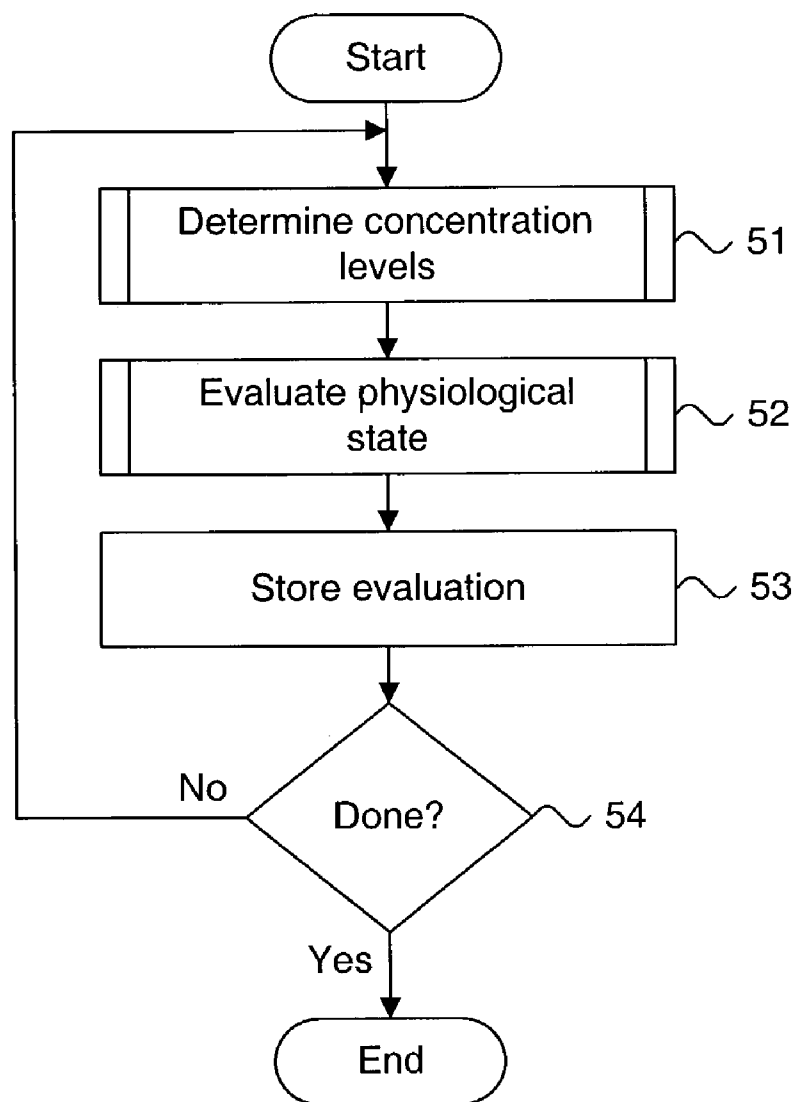 Start
Determine concentration
levels
51
Evaluate physiological
state
52
Store evaluation
53
No
Done?
54
Yes
End